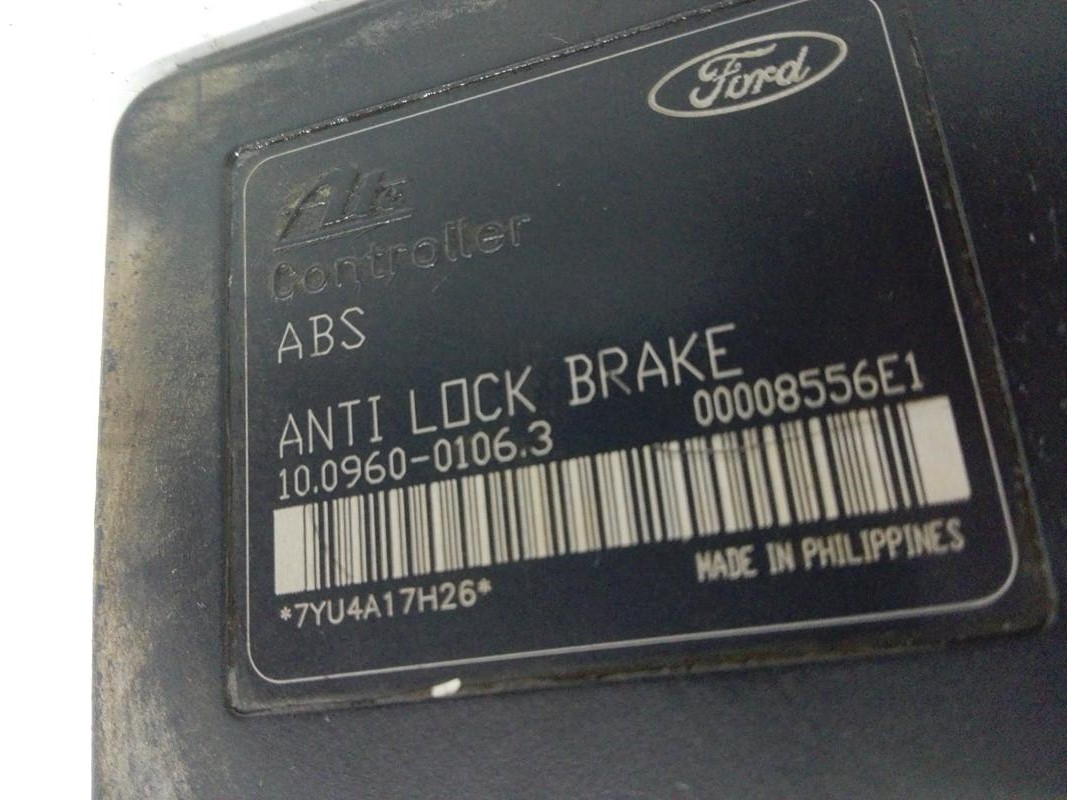 Ford
Ate
Controller
ABS
ANTI LOCK BRAKE
10.0960-0106.3
00008556E1
*7YU4A17H26*
MADE IN PHILIPPINES